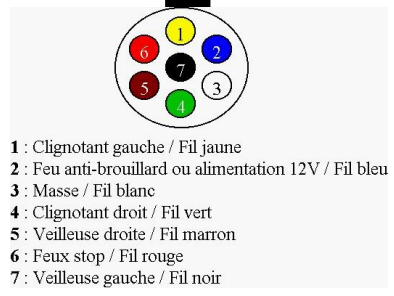 1
6
2
7
5
3
4
1 : Clignotant gauche / Fil jaune
2 : Feu anti-brouillard ou alimentation 12V / Fil bleu
3 : Masse / Fil blanc
4 : Clignotant droit / Fil vert
5 : Veilleuse droite / Fil marron
6 : Feux stop / Fil rouge
7 : Veilleuse gauche / Fil noir